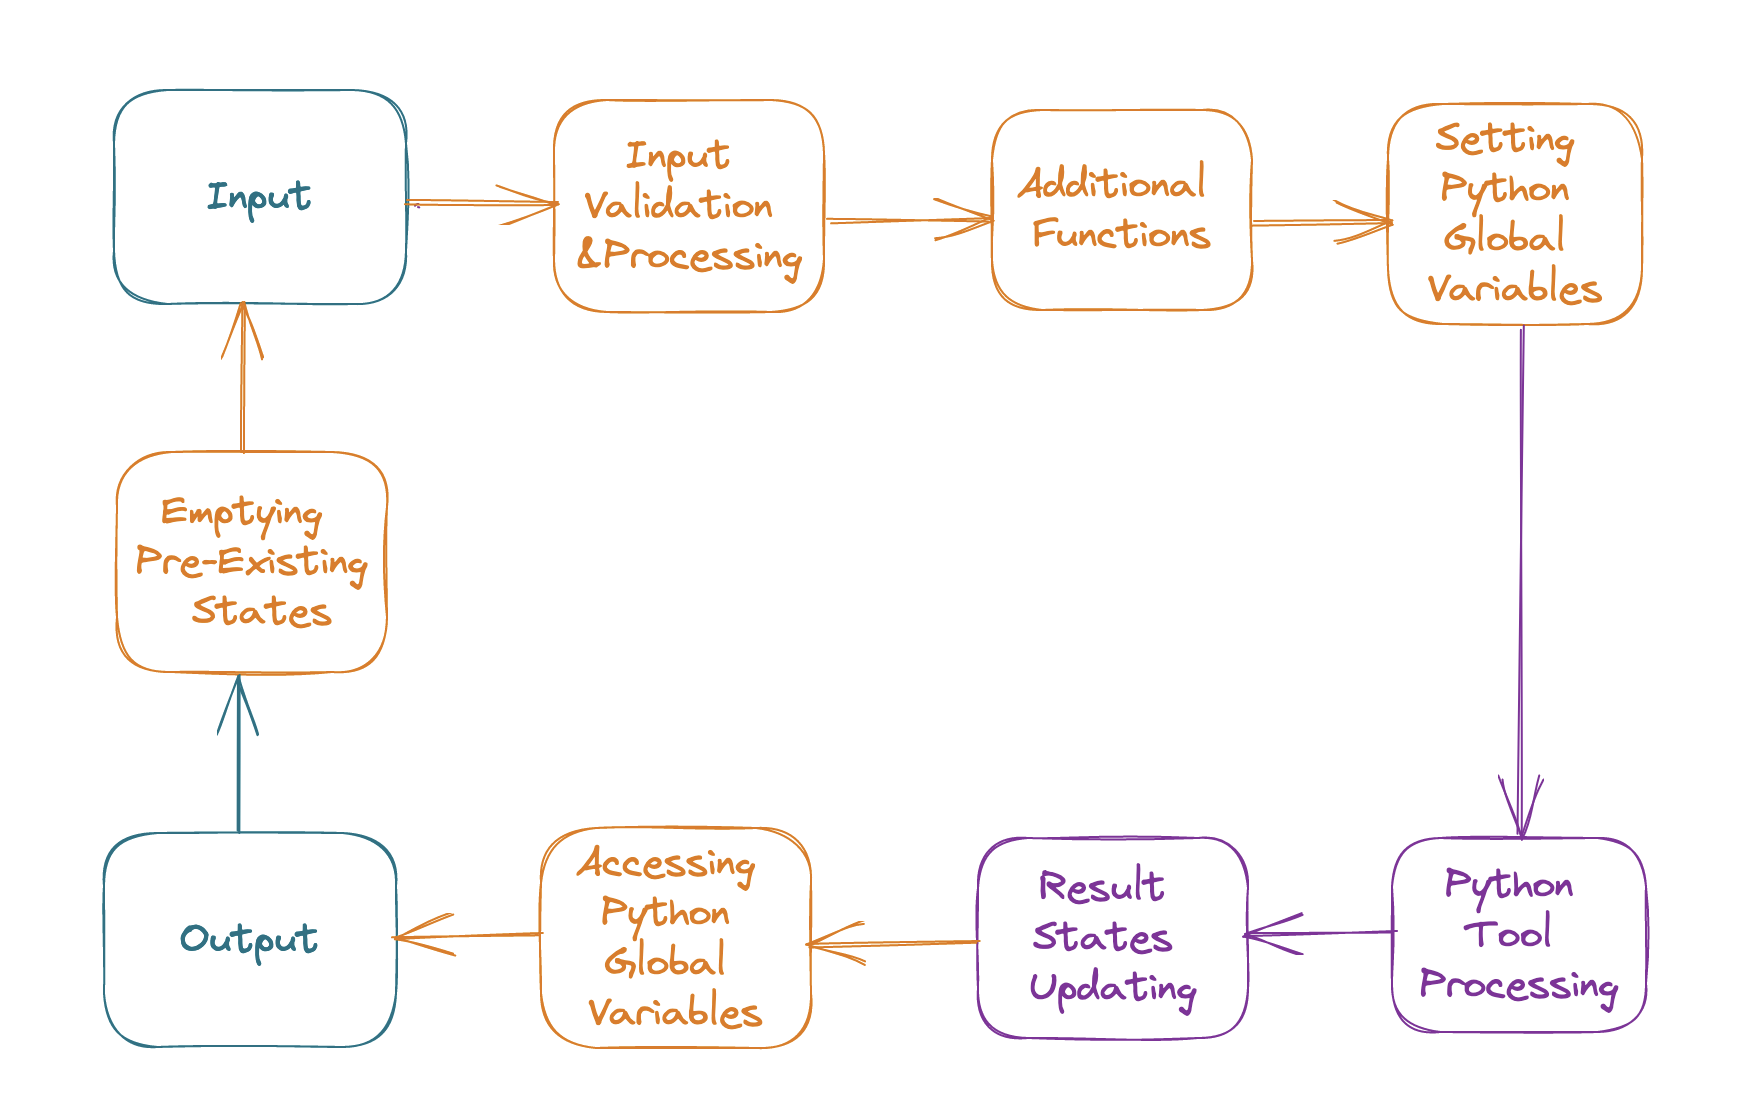 Input
Input
Validation
&Processing
Additional
Functions
Setting
Python
Global
Variables
Emptying
Pre-Existing
States
Output
Accessing
Python
Global
Variables
Result
States
Updating
Python
Tool
Processing